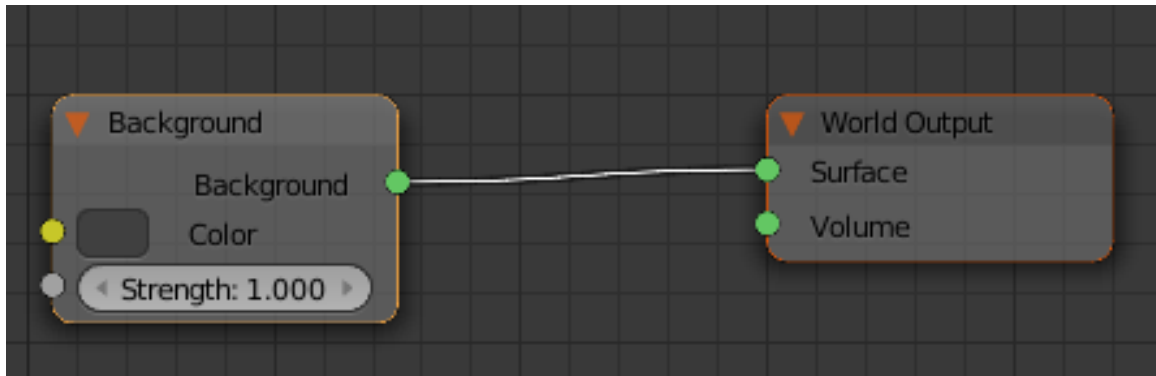 Background
Background
Color
Strength: 1.000
World Output
Surface
Volume